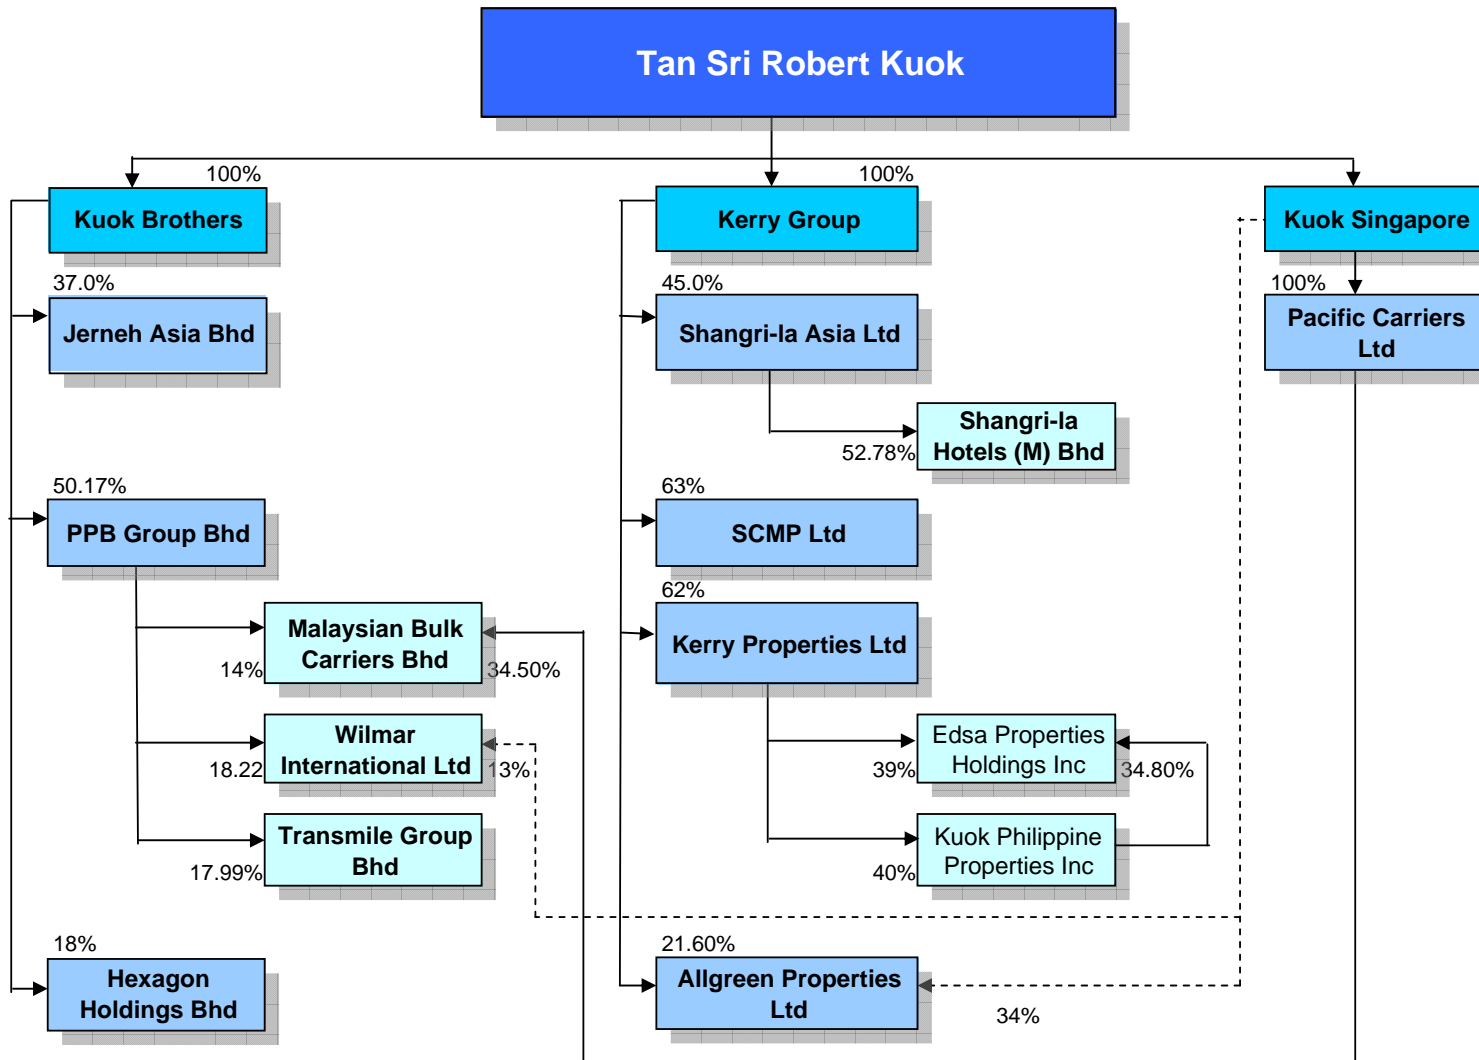 Tan Sri Robert Kuok
100%
100%
Kuok Brothers
Kerry Group
Kuok Singapore
37.0%
45.0%
100%
Jerneh Asia Bhd
Shangri-la Asia Ltd
Pacific Carriers
Ltd
Shangri-la
Hotels (M) Bhd
52.78%
50.17%
63%
PPB Group Bhd
SCMP Ltd
62%
Malaysian Bulk
Carriers Bhd
14%
34.50%
Kerry Properties Ltd
Wilmar
International Ltd
18.22
13%
Edsa Properties
Holdings Inc
39%
34.80%
Transmile Group
Bhd
17.99%
Kuok Philippine
Properties Inc
40%
18%
21.60%
Hexagon
Holdings Bhd
Allgreen Properties
Ltd
34%